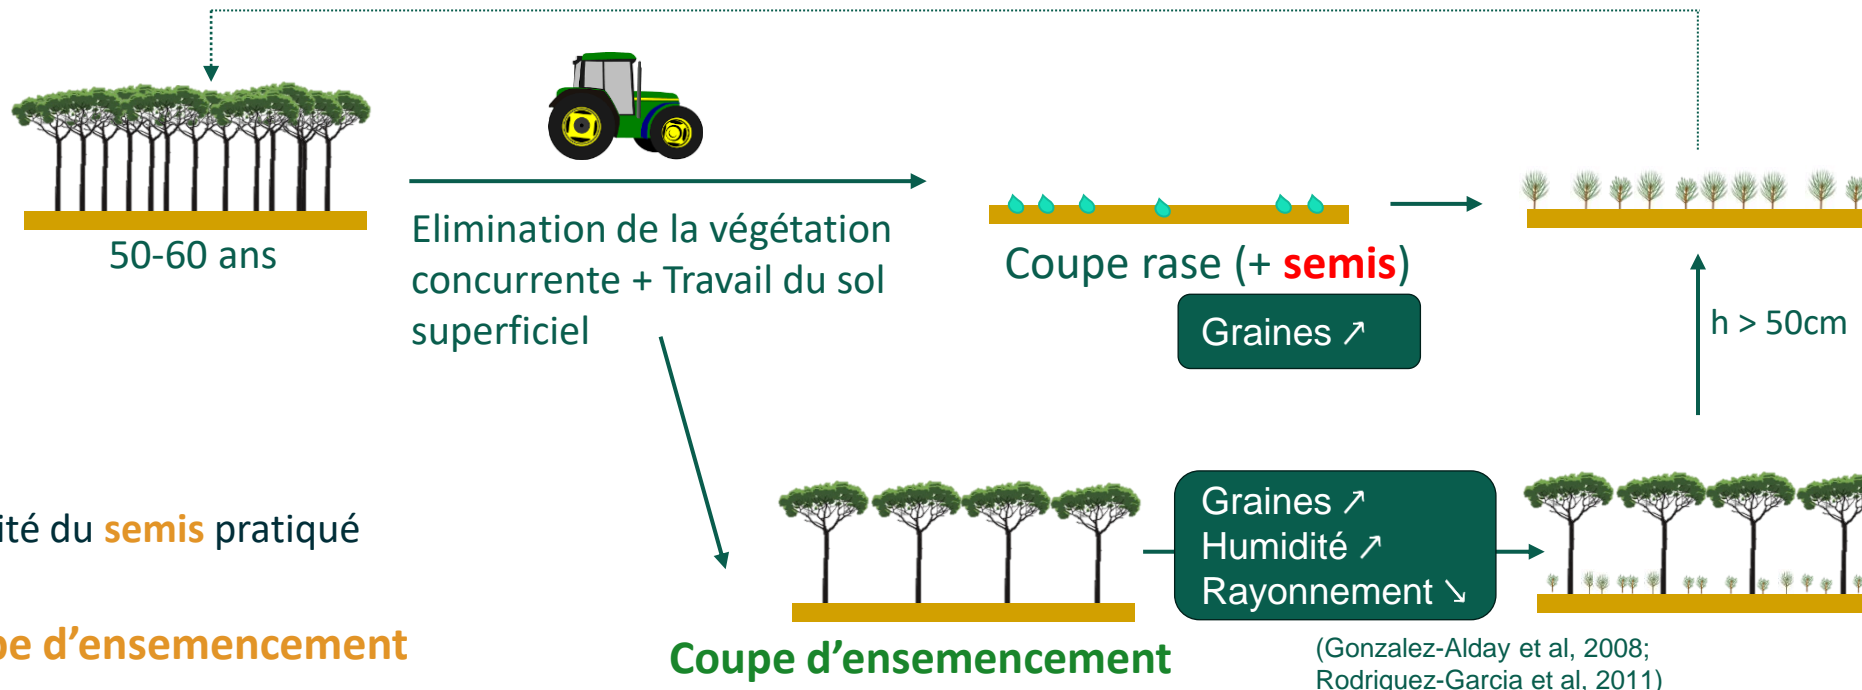 50-60 ans
Elimination de la végétation
concurrente + Travail du sol
superficiel
Coupe rase (+ semis)
Graines ↗
h > 50cm
Graines ↗
Humidité ↗
Rayonnement ↘
ité du semis pratiqué
pe d'ensemencement
Coupe d'ensemencement
(Gonzalez-Alday et al, 2008;
Rodriguez-Garcia et al, 2011)